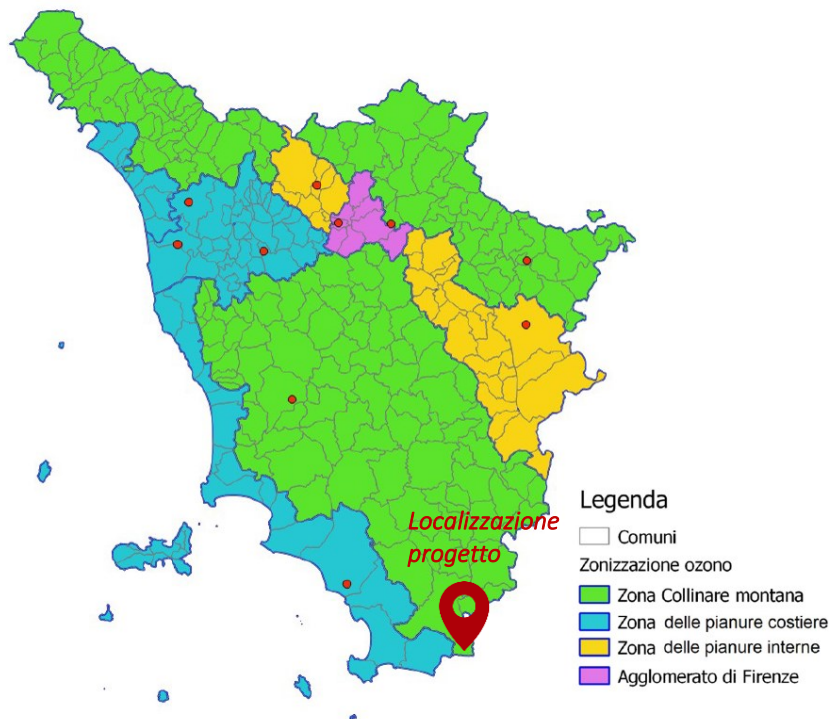 Localizzazione
progetto
Legenda
Comuni
Zonizzazione ozono
Zona Collinare montana
Zona delle pianure costiere
Zona delle pianure interne
Agglomerato di Firenze